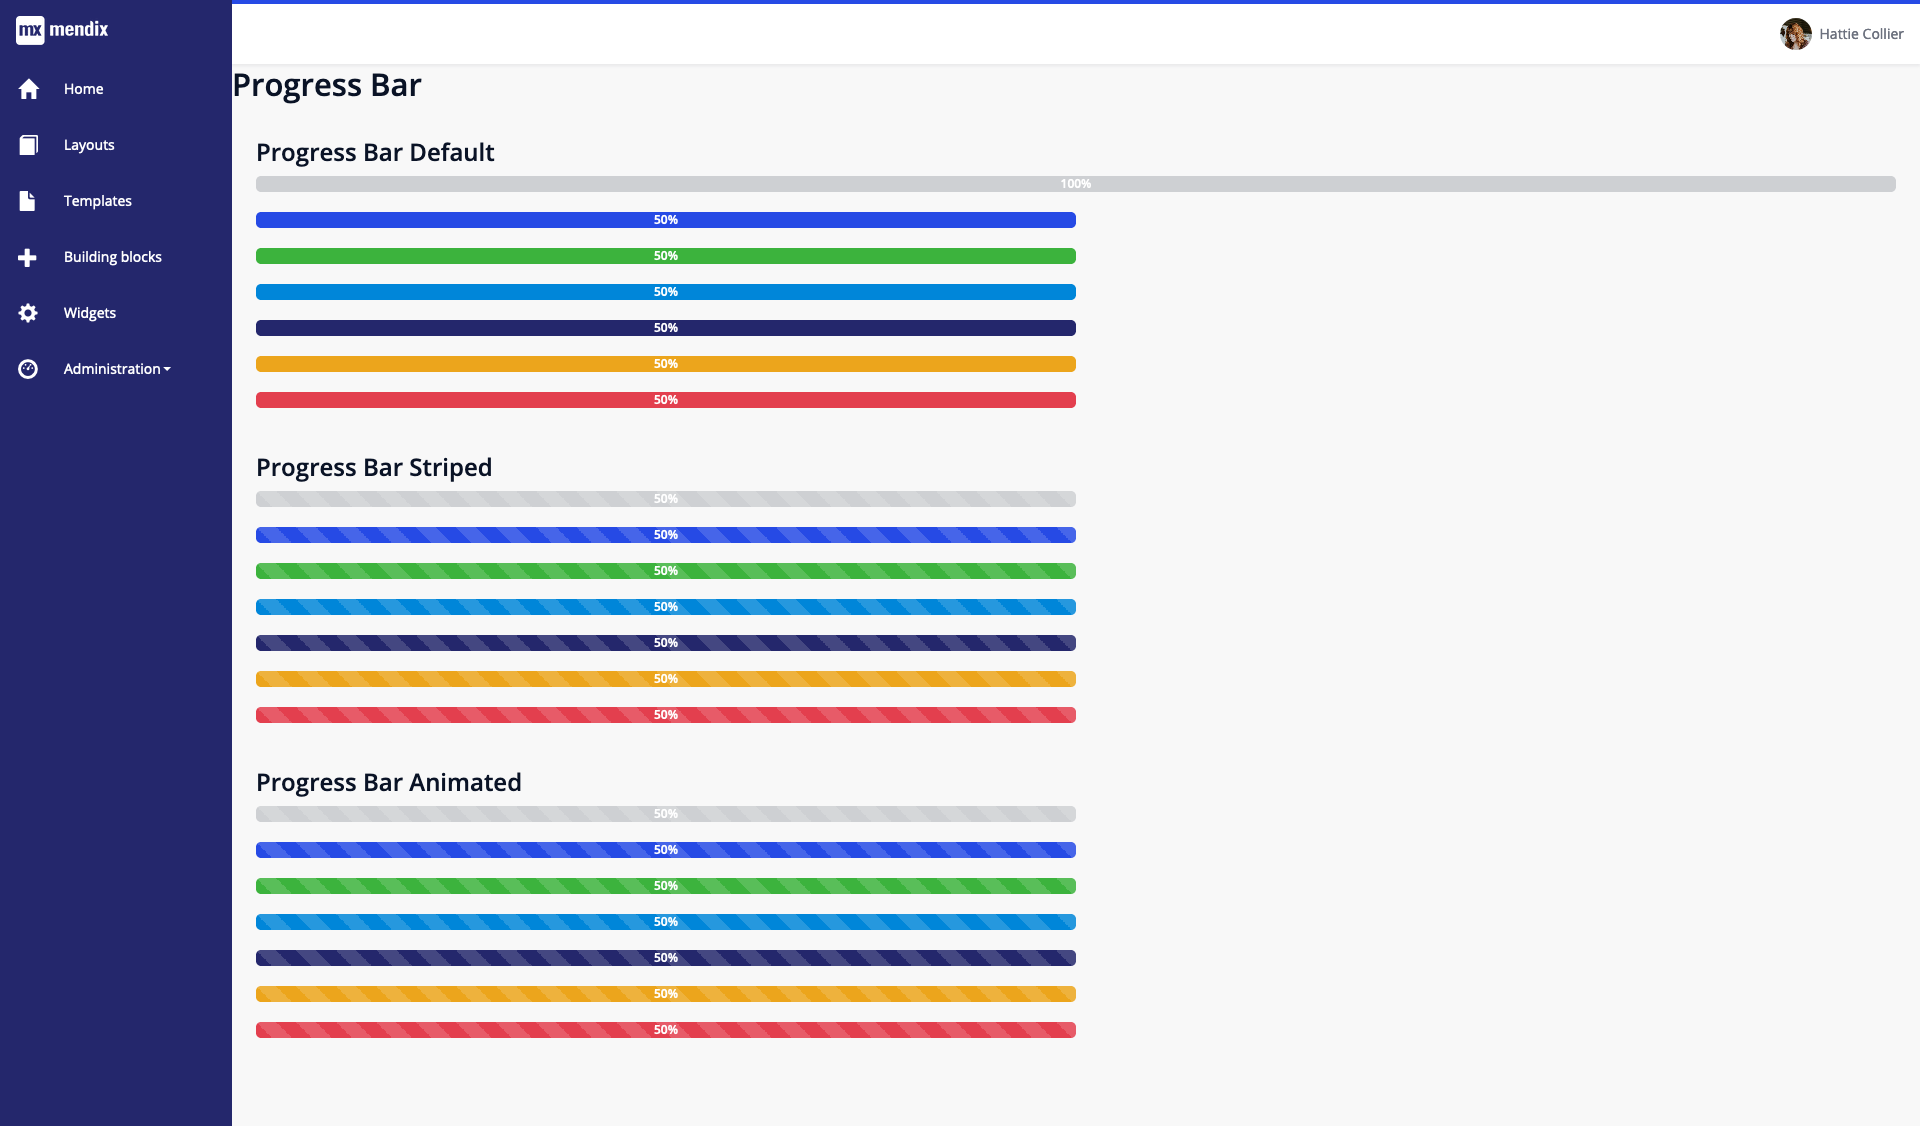 mx mendix
Hattie Collier
Home
Layouts
Templates
Building blocks
Widgets
Administration
Progress Bar
Progress Bar Default
100%
50%
50%
50%
50%
50%
50%
Progress Bar Striped
50%
50%
50%
50%
50%
50%
50%
Progress Bar Animated
50%
50%
50%
50%
50%
50%
50%